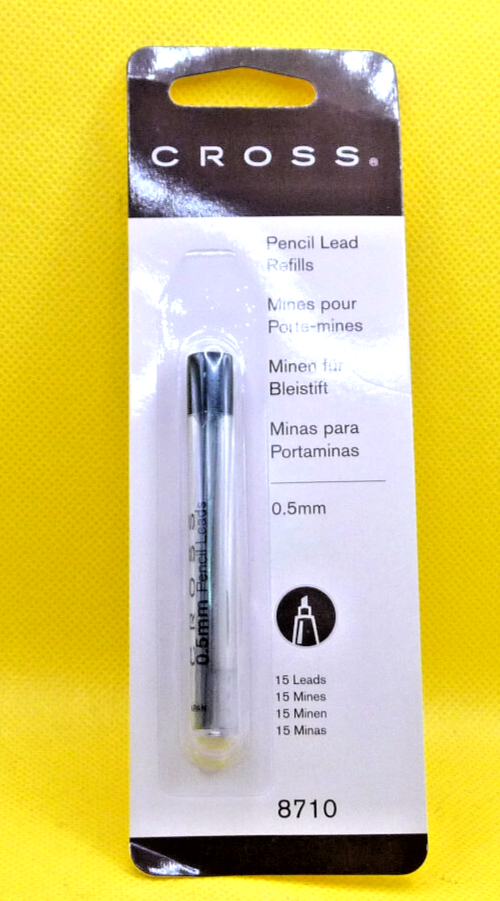 CROSS®
Pencil Lead
Refills
Mines pour
Porte-mines
Minen für
Bleistift
Minas para
Portaminas
0.5mm
CROSS
0.5mm Pencil Leads
15 Leads
15 Mines
15 Minen
15 Minas
8710